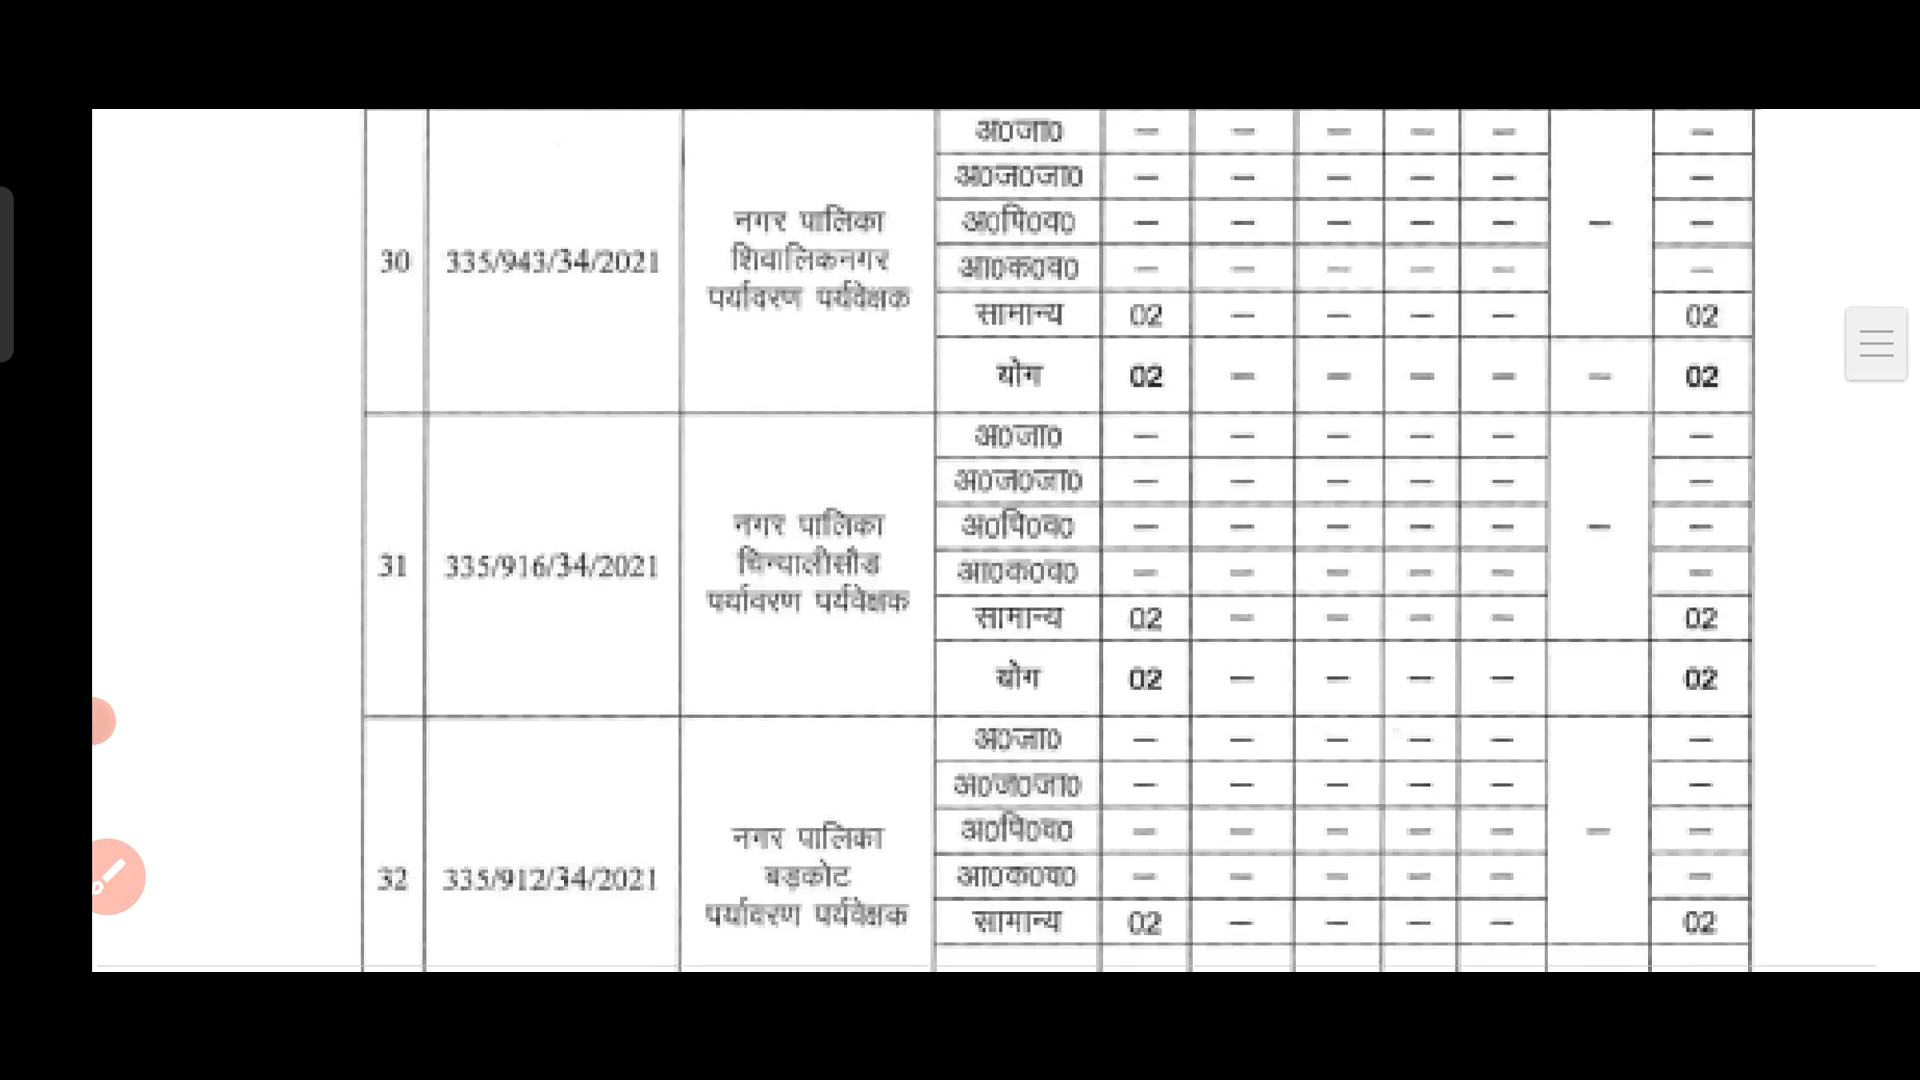 अ0जा0 – – – – – –
अ0ज0जा0 – – – – – –
अ0पि0व0 – – – – – – –
आ0क0व0 – – – – – –
सामान्य 02 – – – – 02
योग 02 – – – – – 02
30 335/943/34/2021
नगर पालिका
शिवालिकनगर
पर्यावरण पर्यवेक्षक
अ0जा0 – – – – – –
अ0ज0जा0 – – – – – –
अ0पि0व0 – – – – – – –
आ0क0व0 – – – – – –
सामान्य 02 – – – – 02
योग 02 – – – – 02
31 335/916/34/2021
नगर पालिका
चिन्यालीसौड
पर्यावरण पर्यवेक्षक
अ0जा0 – – – – – –
अ0ज0जा0 – – – – – –
अ0पि0व0 – – – – – – –
आ0क0व0 – – – – – –
सामान्य 02 – – – – 02
32 335/912/34/2021
नगर पालिका
बड़कोट
पर्यावरण पर्यवेक्षक